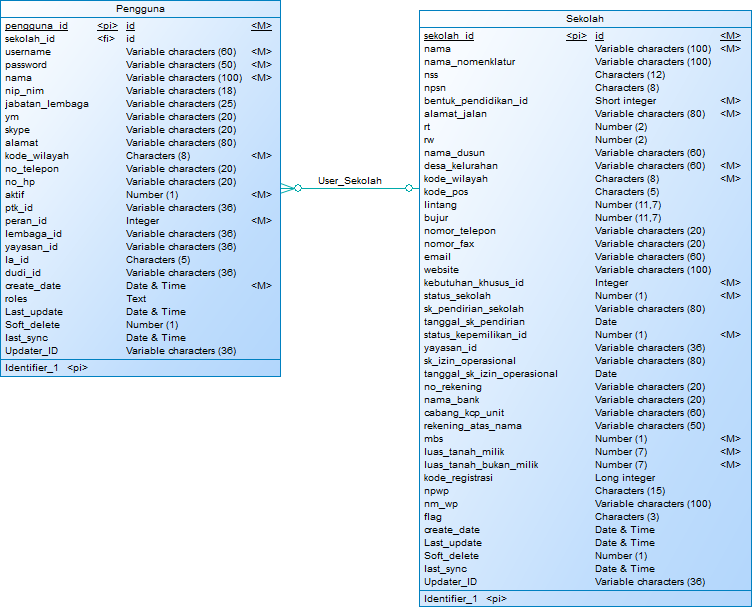 Pengguna
pengguna_id <pi> id <M>
sekolah_id <fi> id
username Variable characters (60) <M>
password Variable characters (50) <M>
nama Variable characters (100) <M>
nip_nim Variable characters (18)
jabatan_lembaga Variable characters (25)
ym Variable characters (20)
skype Variable characters (20)
alamat Variable characters (80)
kode_wilayah Characters (8) <M>
no_telepon Variable characters (20)
no_hp Variable characters (20)
aktif Number (1) <M>
ptk_id Variable characters (36)
peran_id Integer <M>
lembaga_id Variable characters (36)
yayasan_id Variable characters (36)
la_id Characters (5)
dudi_id Variable characters (36)
create_date Date & Time <M>
roles Text
Last_update Date & Time
Soft_delete Number (1)
last_sync Date & Time
Updater_ID Variable characters (36)
Identifier_1 <pi>
User_Sekolah
Sekolah
sekolah_id <pi> id <M>
nama Variable characters (100) <M>
nama_nomenklatur Variable characters (100)
nss Characters (12)
npsn Characters (8)
bentuk_pendidikan_id Short integer <M>
alamat_jalan Variable characters (80) <M>
rt Number (2)
rw Number (2)
nama_dusun Variable characters (60)
desa_kelurahan Variable characters (60) <M>
kode_wilayah Characters (8) <M>
kode_pos Characters (5)
lintang Number (11,7)
bujur Number (11,7)
nomor_telepon Variable characters (20)
nomor_fax Variable characters (20)
email Variable characters (60)
website Variable characters (100)
kebutuhan_khusus_id Integer <M>
status_sekolah Number (1) <M>
sk_pendirian_sekolah Variable characters (80)
tanggal_sk_pendirian Date
status_kepemilikan_id Number (1) <M>
yayasan_id Variable characters (36)
sk_izin_operasional Variable characters (80)
tanggal_sk_izin_operasional Date
no_rekening Variable characters (20)
nama_bank Variable characters (20)
cabang_kcp_unit Variable characters (60)
rekening_atas_nama Variable characters (50)
mbs Number (1) <M>
luas_tanah_milik Number (7) <M>
luas_tanah_bukan_milik Number (7) <M>
kode_registrasi Long integer
npwp Characters (15)
nm_wp Variable characters (100)
flag Characters (3)
create_date Date & Time
Last_update Date & Time
Soft_delete Number (1)
last_sync Date & Time
Updater_ID Variable characters (36)
Identifier_1 <pi>